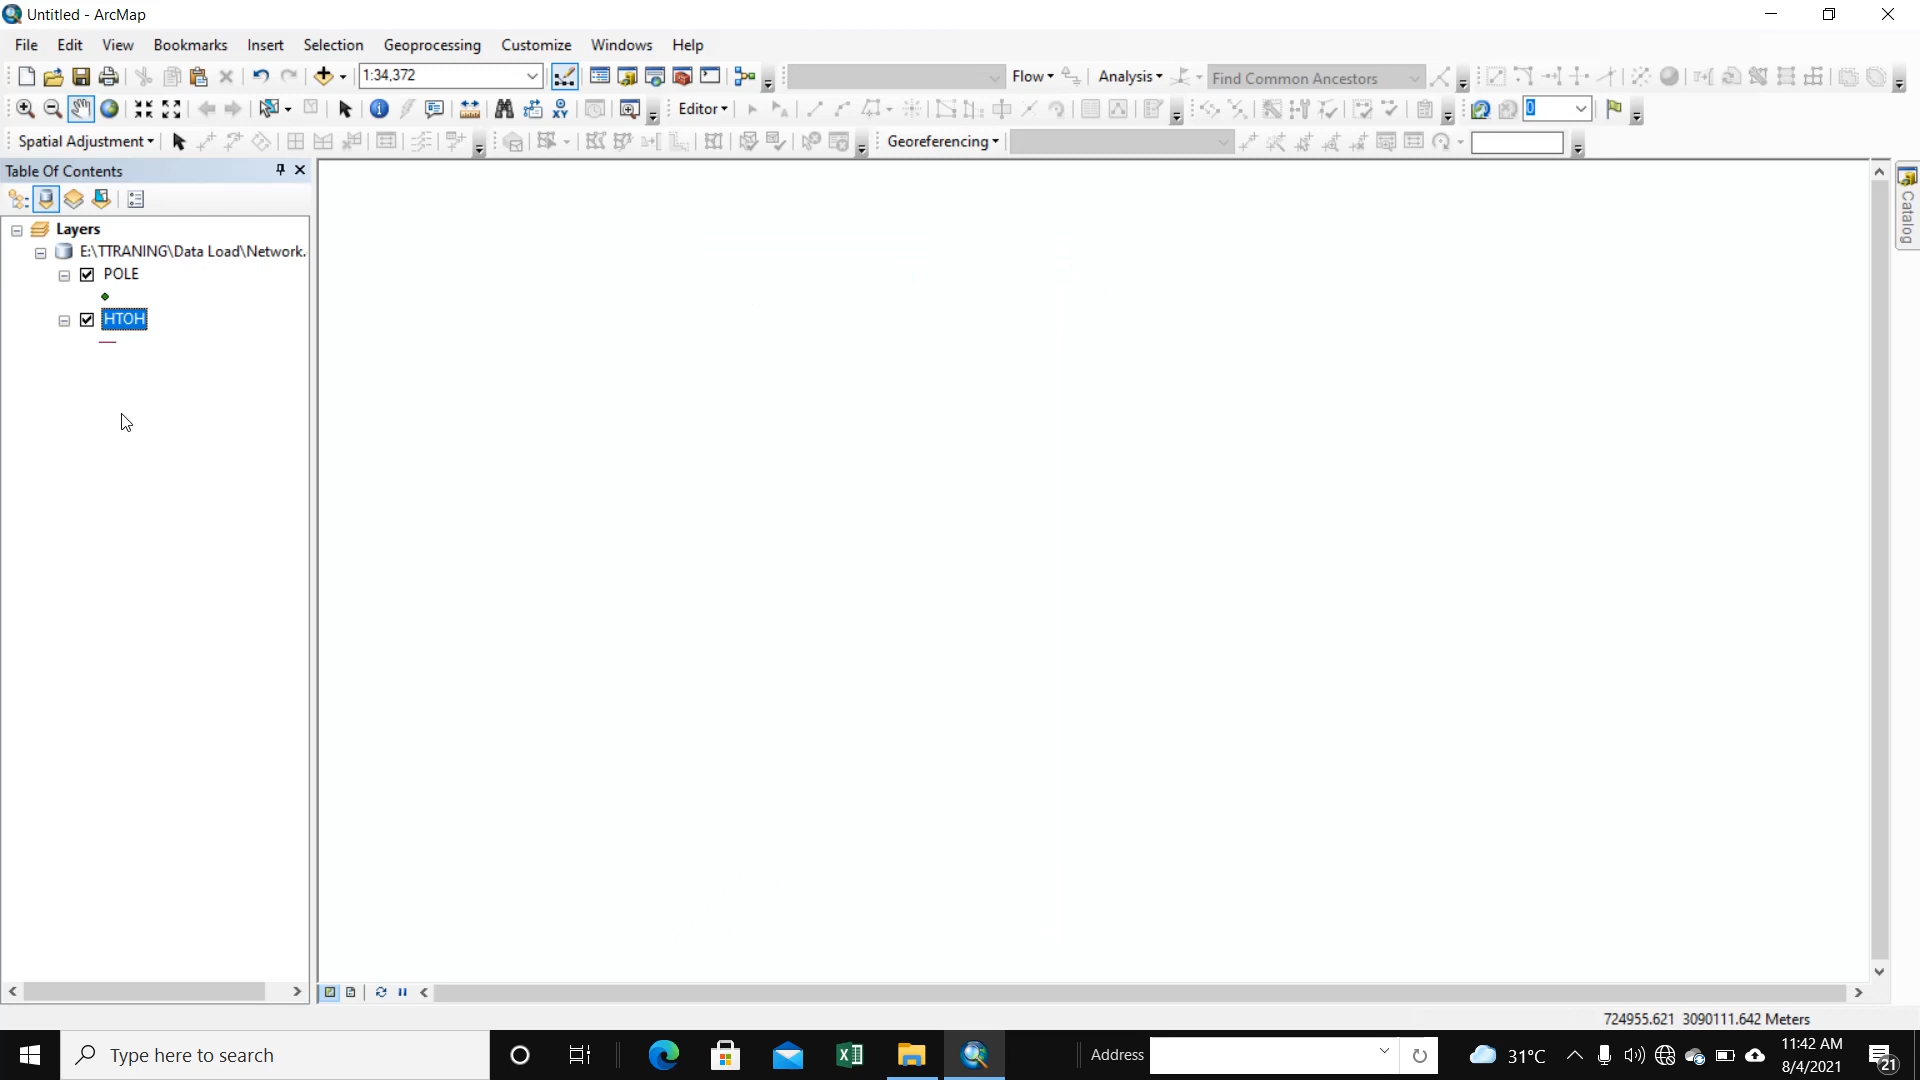 Untitled - ArcMap
File Edit View Bookmarks Insert Selection Geoprocessing Customize Windows Help
1:34,372 Flow Analysis Find Common Ancestors
Editor 0
Spatial Adjustment Georeferencing
Table Of Contents
Layers
E:\TTRANING\Data Load\Network.
POLE
HTOH
Catalog
724955.621 3090111.642 Meters
Type here to search
Address
31°C
11:42 AM
8/4/2021
21